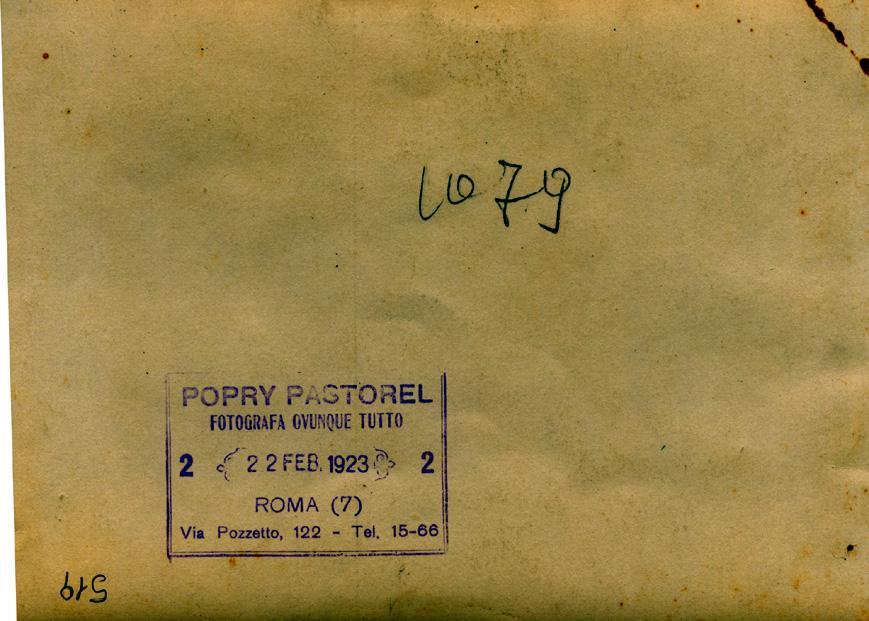 1079
POPRY PASTOREL
FOTOGRAFA OVUNQUE TUTTO
2 22 FEB. 1923 2
ROMA (7)
Via Pozzetto, 122 - Tel. 15-66
519